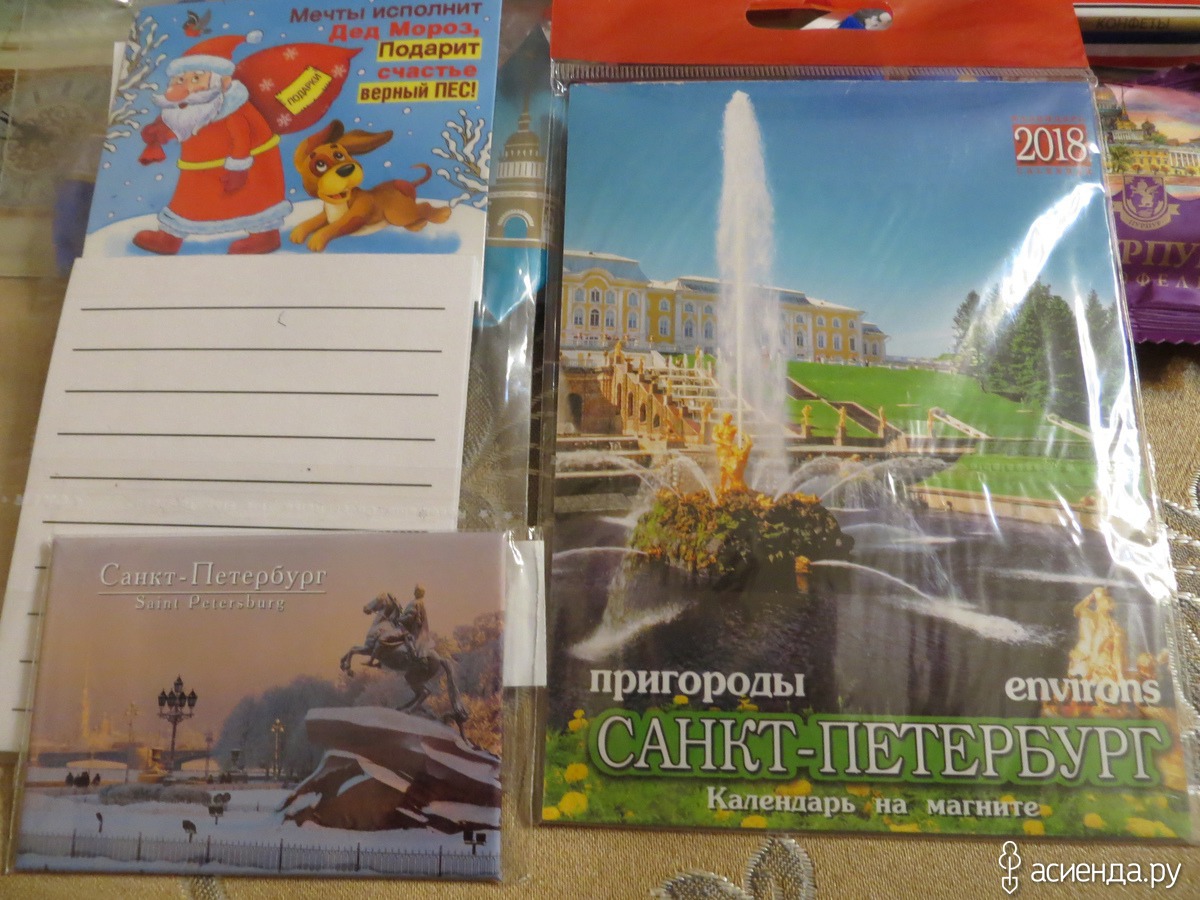 Мечты исполнит
Дед Мороз,
Подарит
счастье
верный ПЕС!
ПОДАРКИ
Санкт-Петербург
Saint Petersburg
2018
пригороды
environs
САНКТ-ПЕТЕРБУРГ
Календарь на магните
КОНФЕТЫ
асиенда.ру